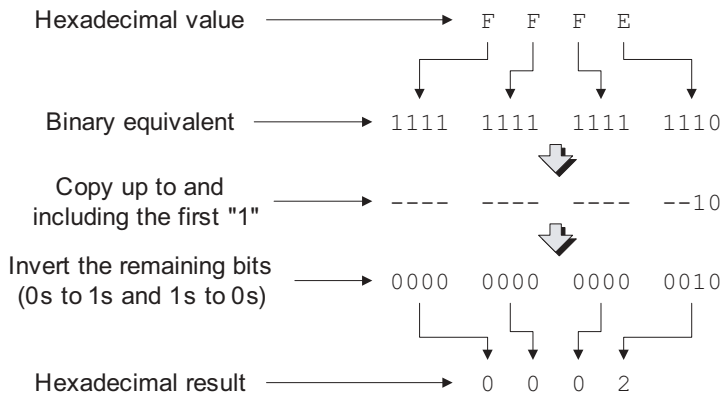 Hexadecimal value F F F E
Binary equivalent 1111 1111 1111 1110
Copy up to and
including the first "1" ---- ---- ---- --10
Invert the remaining bits
(0s to 1s and 1s to 0s) 0000 0000 0000 0010
Hexadecimal result 0 0 0 2